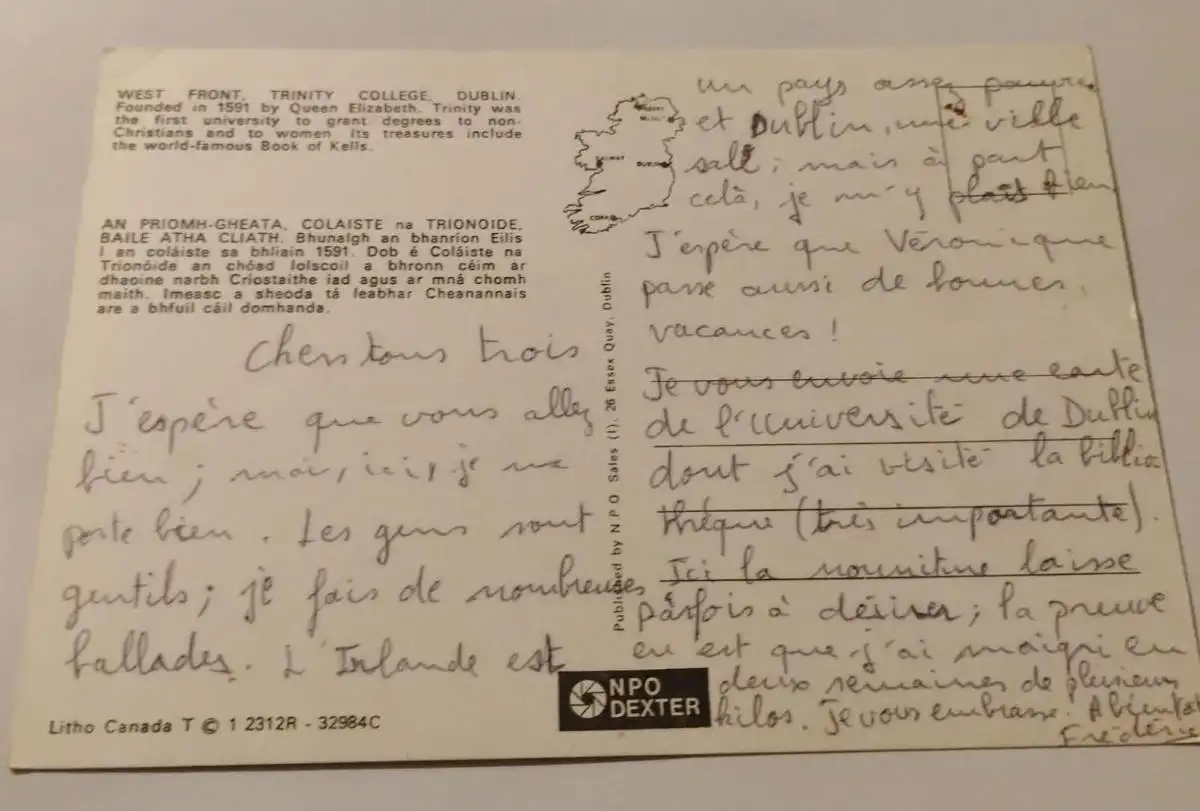 WEST FRONT, TRINITY COLLEGE, DUBLIN.
Founded in 1591 by Queen Elizabeth. Trinity was
the first university to grant degrees to non-
Christians and to women. Its treasures include
the world-famous Book of Kells.
AN PRIOMH-GHEATA, COLAISTE na TRIONOIDE,
BAILE ATHA CLIATH. Bhunaigh an bhanríon Eilis
I an coláiste sa bhliain 1591. Dob é Coláiste na
Trionóide an chéad Iolscoil a bhronn céim ar
dhaoine narbh Críostaithe iad agus ar mná chomh
maith. Imeasc a sheoda tá leabhar Cheanannais
are a bhfuil cáil domhanda.
Chers tous trois
J'espère que vous allez
bien; moi, ici, je me
porte bien. Les gens sont
gentils; je fais de nombreuses
ballades. L'Irlande est
Litho Canada T © 1 2312R - 32984C
Published by N P O Sales (I), 26 Essex Quay, Dublin
NPO
DEXTER
DUBLIN
CORK
un pays assez pauvre
et Dublin, une ville
sale; mais à part
celà, je m'y plaît bien
J'espère que Véronique
passe aussi de bonnes
vacances!
Je vous envoie une carte
de l'Université de Dublin
dont j'ai visité la biblio
thèque (très importante).
Ici la nourriture laisse
parfois à désirer; la preuve
en est que j'ai maigri en
deux semaines de plusieurs
kilos. Je vous embrasse. A bientôt
Frédéric